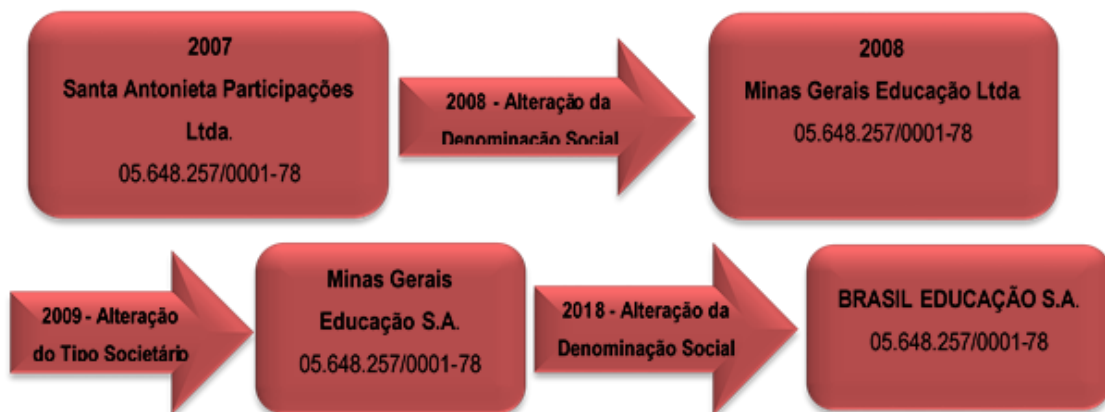 2007
Santa Antonieta Participações
Ltda.
05.648.257/0001-78
2008 - Alteração da
Denominação Social
2008
Minas Gerais Educação Ltda
05.648.257/0001-78
2009 - Alteração
do Tipo Societário
Minas Gerais
Educação S.A.
05.648.257/0001-78
2018 - Alteração da
Denominação Social
BRASIL EDUCAÇÃO S.A.
05.648.257/0001-78